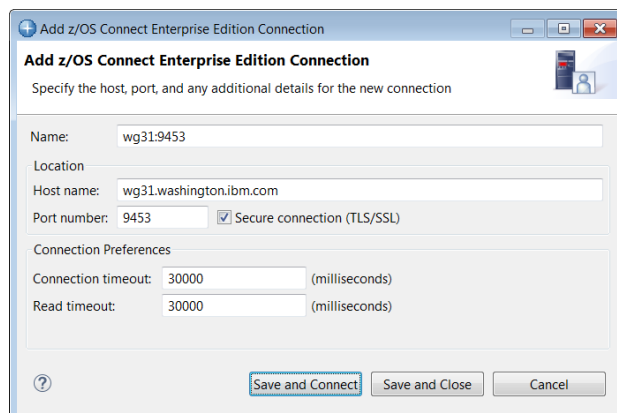 Add z/OS Connect Enterprise Edition Connection
Add z/OS Connect Enterprise Edition Connection
Specify the host, port, and any additional details for the new connection
Name: wg31:9453
Location
Host name: wg31.washington.ibm.com
Port number: 9453 Secure connection (TLS/SSL)
Connection Preferences
Connection timeout: 30000 (milliseconds)
Read timeout: 30000 (milliseconds)
? Save and Connect Save and Close Cancel